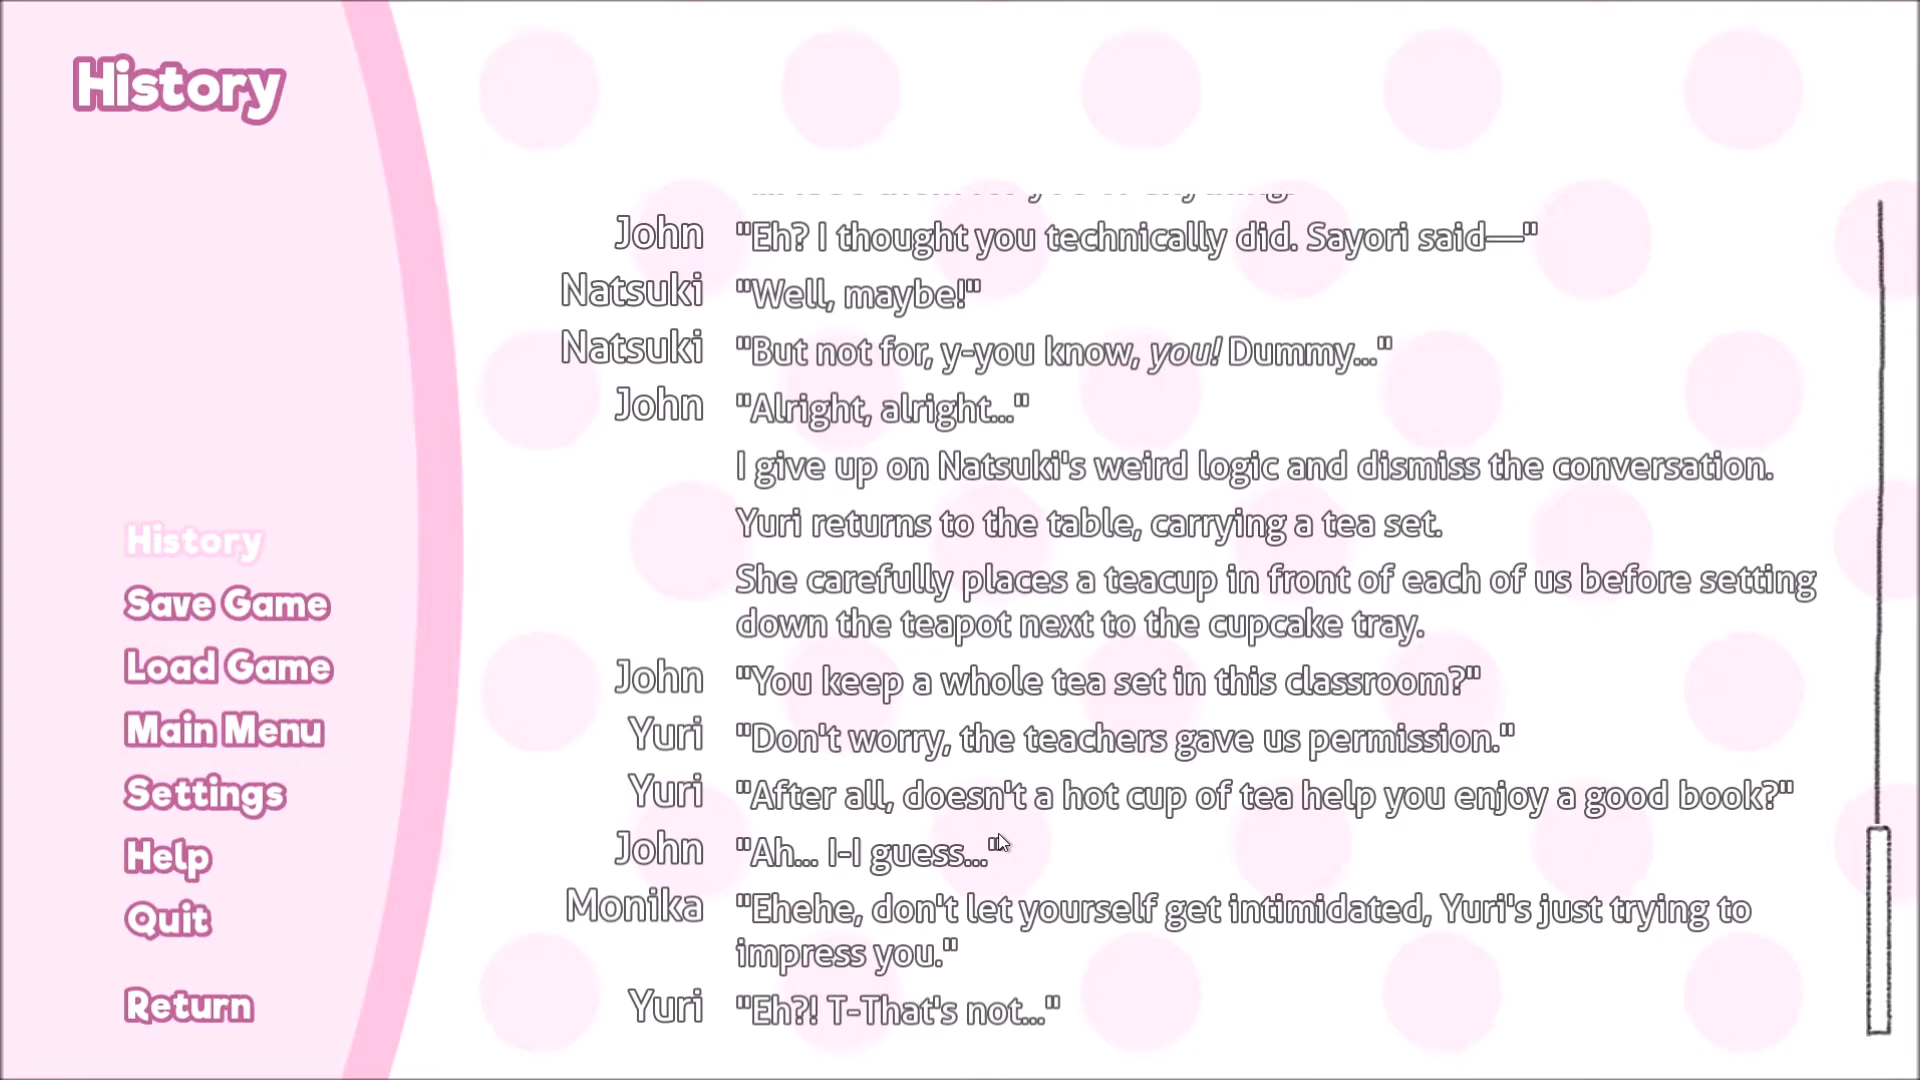 History
John "Eh? I thought you technically did. Sayori said—"
Natsuki "Well, maybe!"
Natsuki "But not for, y-you know, you! Dummy..."
John "Alright, alright..."
I give up on Natsuki's weird logic and dismiss the conversation.
Yuri returns to the table, carrying a tea set.
She carefully places a teacup in front of each of us before setting
down the teapot next to the cupcake tray.
John "You keep a whole tea set in this classroom?"
Yuri "Don't worry, the teachers gave us permission."
Yuri "After all, doesn't a hot cup of tea help you enjoy a good book?"
John "Ah... I-I guess..."
Monika "Ehehe, don't let yourself get intimidated, Yuri's just trying to
impress you."
Yuri "Eh?! T-That's not..."
History
Save Game
Load Game
Main Menu
Settings
Help
Quit
Return